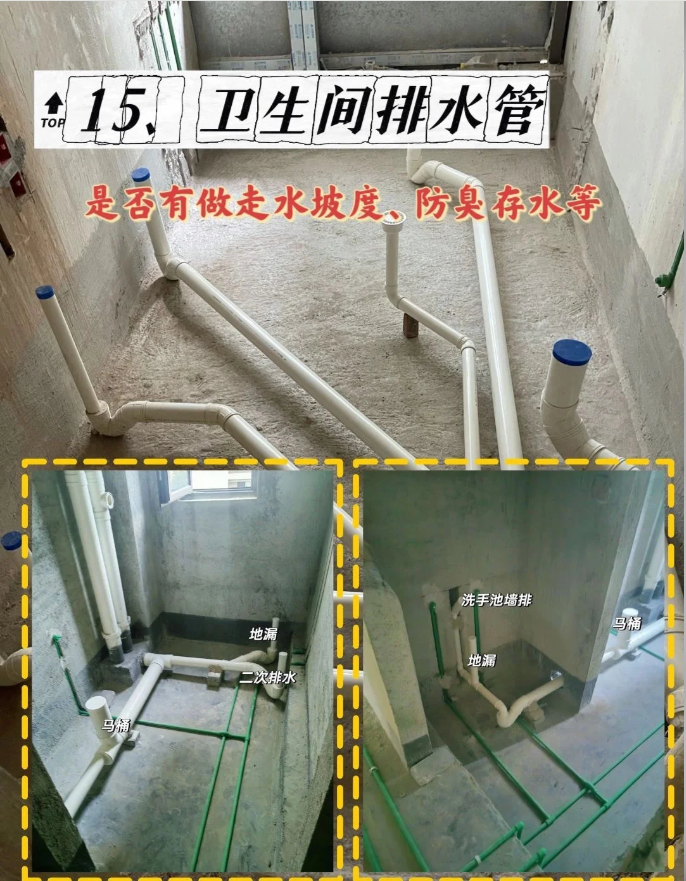 TOP
15、卫生间排水管
是否有做走水坡度、防臭存水等
地漏
二次排水
马桶
洗手池墙排
马桶
地漏